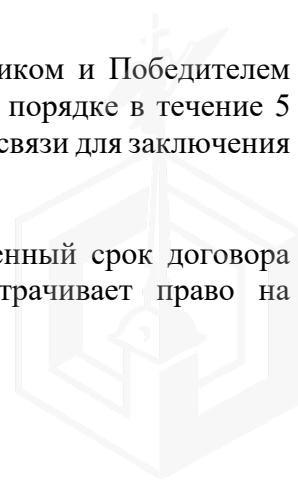 иком и Победителем
порядке в течение 5
связи для заключения
енный срок договора
трачивает право на